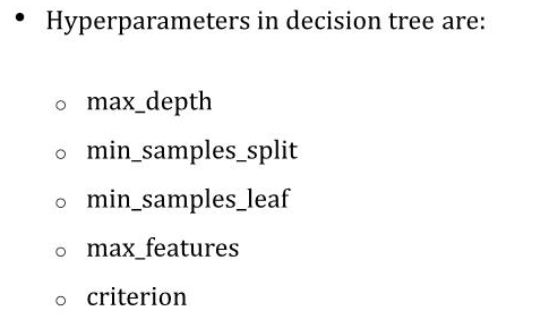 • Hyperparameters in decision tree are:
o max_depth
o min_samples_split
o min_samples_leaf
o max_features
o criterion